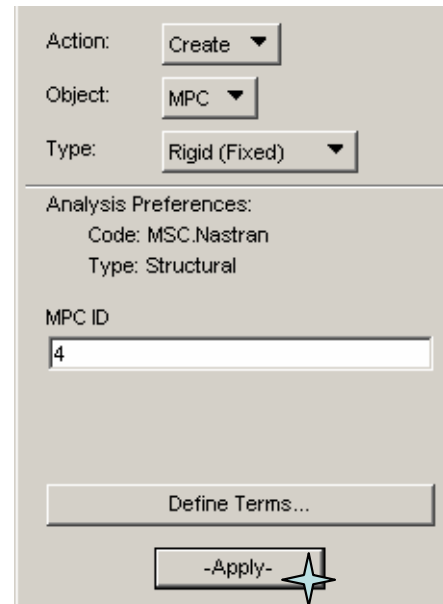 Action: Create
Object: MPC
Type: Rigid (Fixed)
Analysis Preferences:
Code: MSC.Nastran
Type: Structural
MPC ID
4
Define Terms...
-Apply-